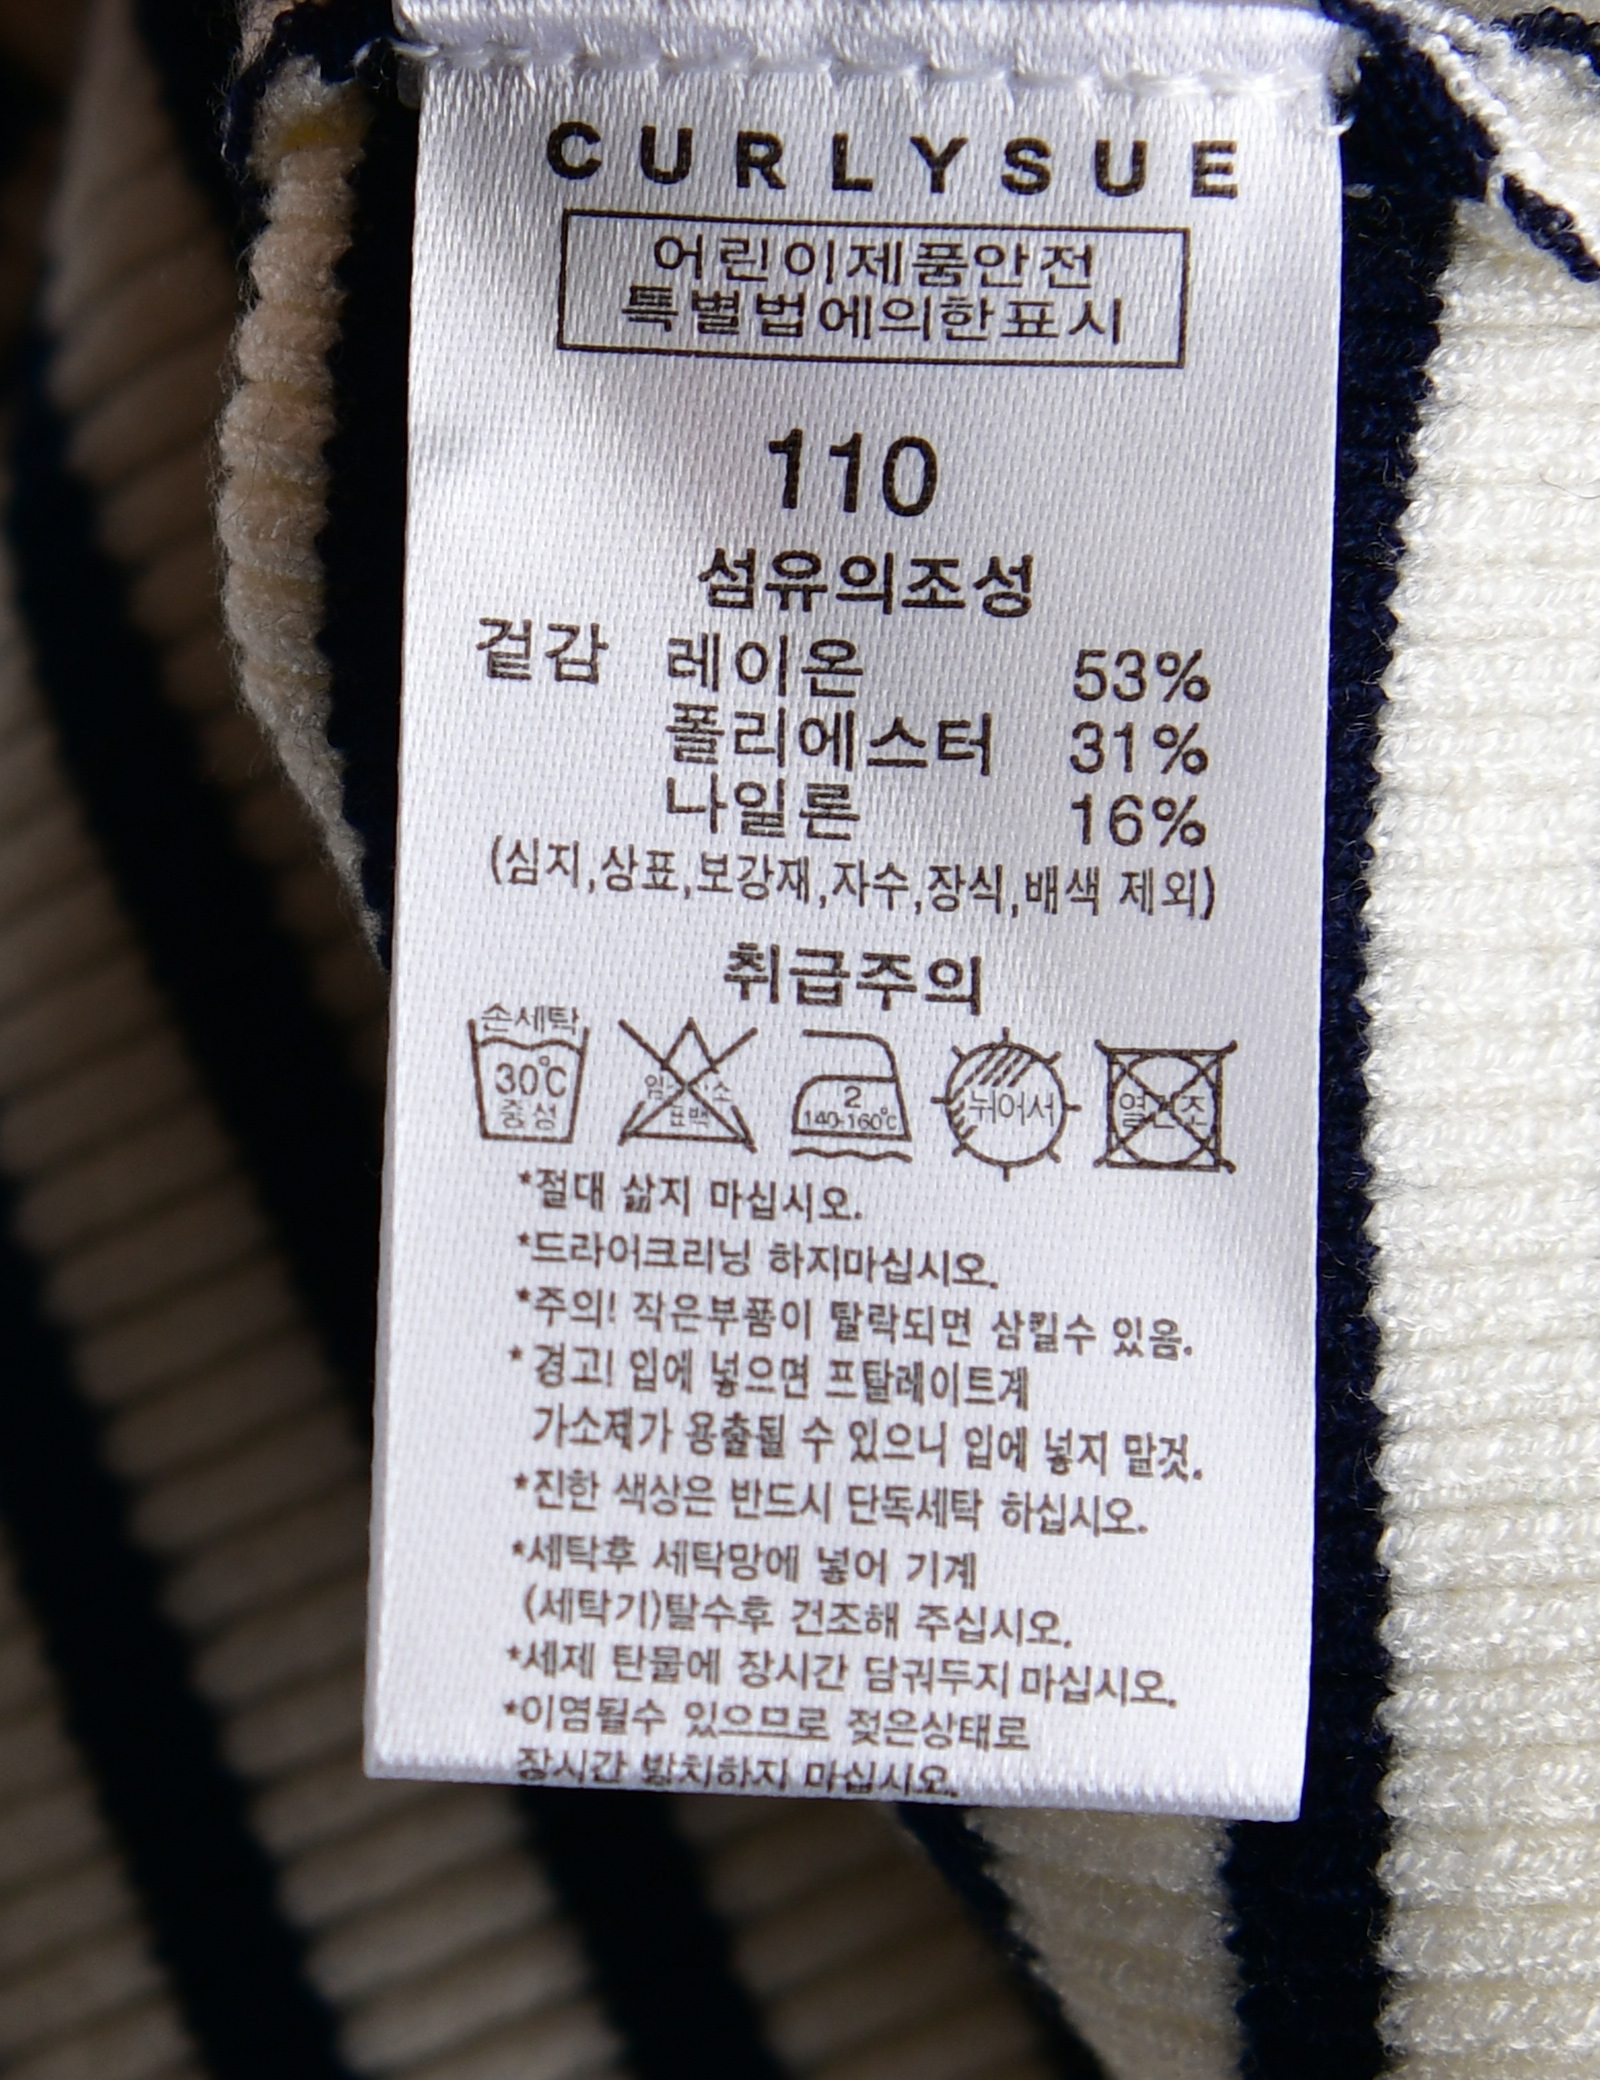 CURLYSUE
어린이제품안전
특별법에의한표시
110
섬유의조성
겉감 레이온 53%
폴리에스터 31%
나일론 16%
(심지,상표,보강재,자수,장식,배색 제외)
취급주의
손세탁
30℃
중성
표백
2
140-160℃
뉘어서
*절대 삶지 마십시오.
*드라이크리닝 하지마십시오.
*주의! 작은부품이 탈락되면 삼킬수 있음.
*경고! 입에 넣으면 프탈레이트계
가소제가 용출될 수 있으니 입에 넣지 말것.
*진한 색상은 반드시 단독세탁 하십시오.
*세탁후 세탁망에 넣어 기계
(세탁기)탈수후 건조해 주십시오.
*세제 탄물에 장시간 담궈두지 마십시오.
*이염될수 있으므로 젖은상태로
장시간 방치하지 마십시오.